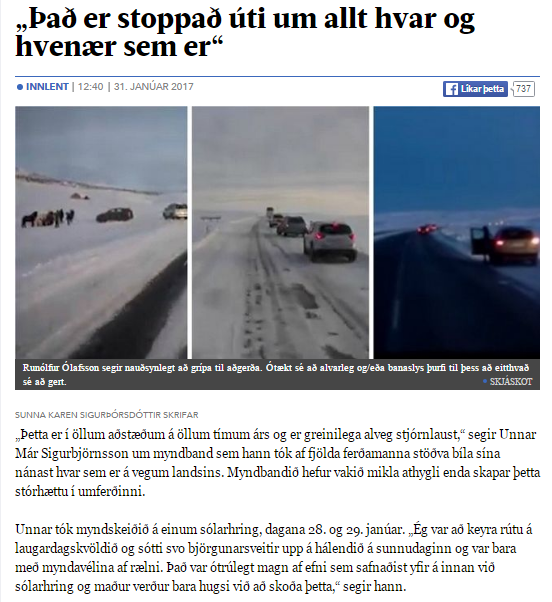 „Það er stoppað úti um allt hvar og
hvenær sem er“
INNLENT | 12:40 | 31. JANÚAR 2017
Líkar þetta
737
Runólfur Ólafsson segir nauðsynlegt að grípa til aðgerða. Ótækt sé að alvarleg og/eða banaslys þurfi til þess að eitthvað
sé að gert.
SKJÁSKOT
SUNNA KAREN SIGURÞÓRSDÓTTIR SKRIFAR
„Þetta er í öllum aðstæðum á öllum tímum árs og er greinilega alveg stjórnlaust,“ segir Unnar
Már Sigurbjörnsson um myndband sem hann tók af fjölda ferðamanna stöðva bíla sína
nánast hvar sem er á vegum landsins. Myndbandið hefur vakið mikla athygli enda skapar þetta
stórhættu í umferðinni.
Unnar tók myndskeiðið á einum sólarhring, dagana 28. og 29. janúar. „Ég var að keyra rútu á
laugardagskvöldið og sótti svo björgunarsveitir upp á hálendið á sunnudaginn og var bara
með myndavélina af rælni. Það var ótrúlegt magn af efni sem safnaðist yfir á innan við
sólarhring og maður verður bara hugsi við að skoða þetta,“ segir hann.